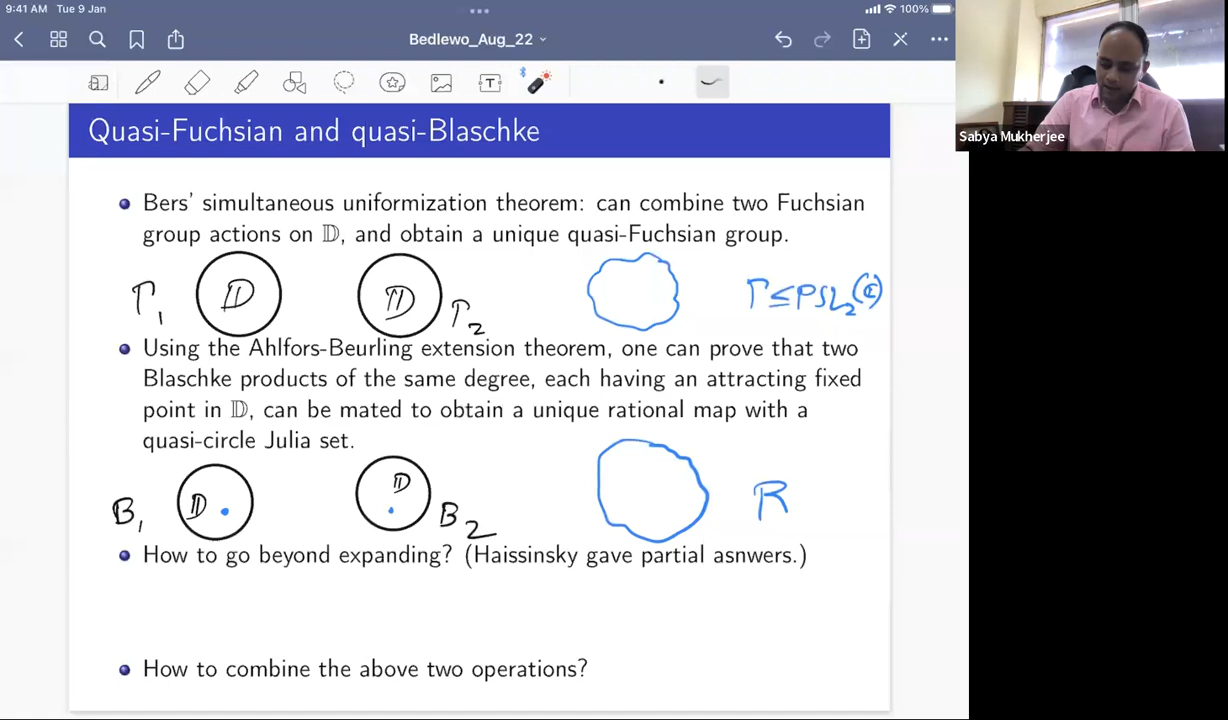 9:41 AM Tue 9 Jan
100%
Bedlewo_Aug_22
T
Sabya Mukherjee
Quasi-Fuchsian and quasi-Blaschke
Bers' simultaneous uniformization theorem: can combine two Fuchsian
group actions on 𝔻, and obtain a unique quasi-Fuchsian group.
Γ₁ 𝔻 𝔻 Γ₂ Γ ≤ PSL₂(ℂ)
Using the Ahlfors-Beurling extension theorem, one can prove that two
Blaschke products of the same degree, each having an attracting fixed
point in 𝔻, can be mated to obtain a unique rational map with a
quasi-circle Julia set.
B₁ 𝔻 𝔻 B₂ R
How to go beyond expanding? (Haissinsky gave partial asnwers.)
How to combine the above two operations?